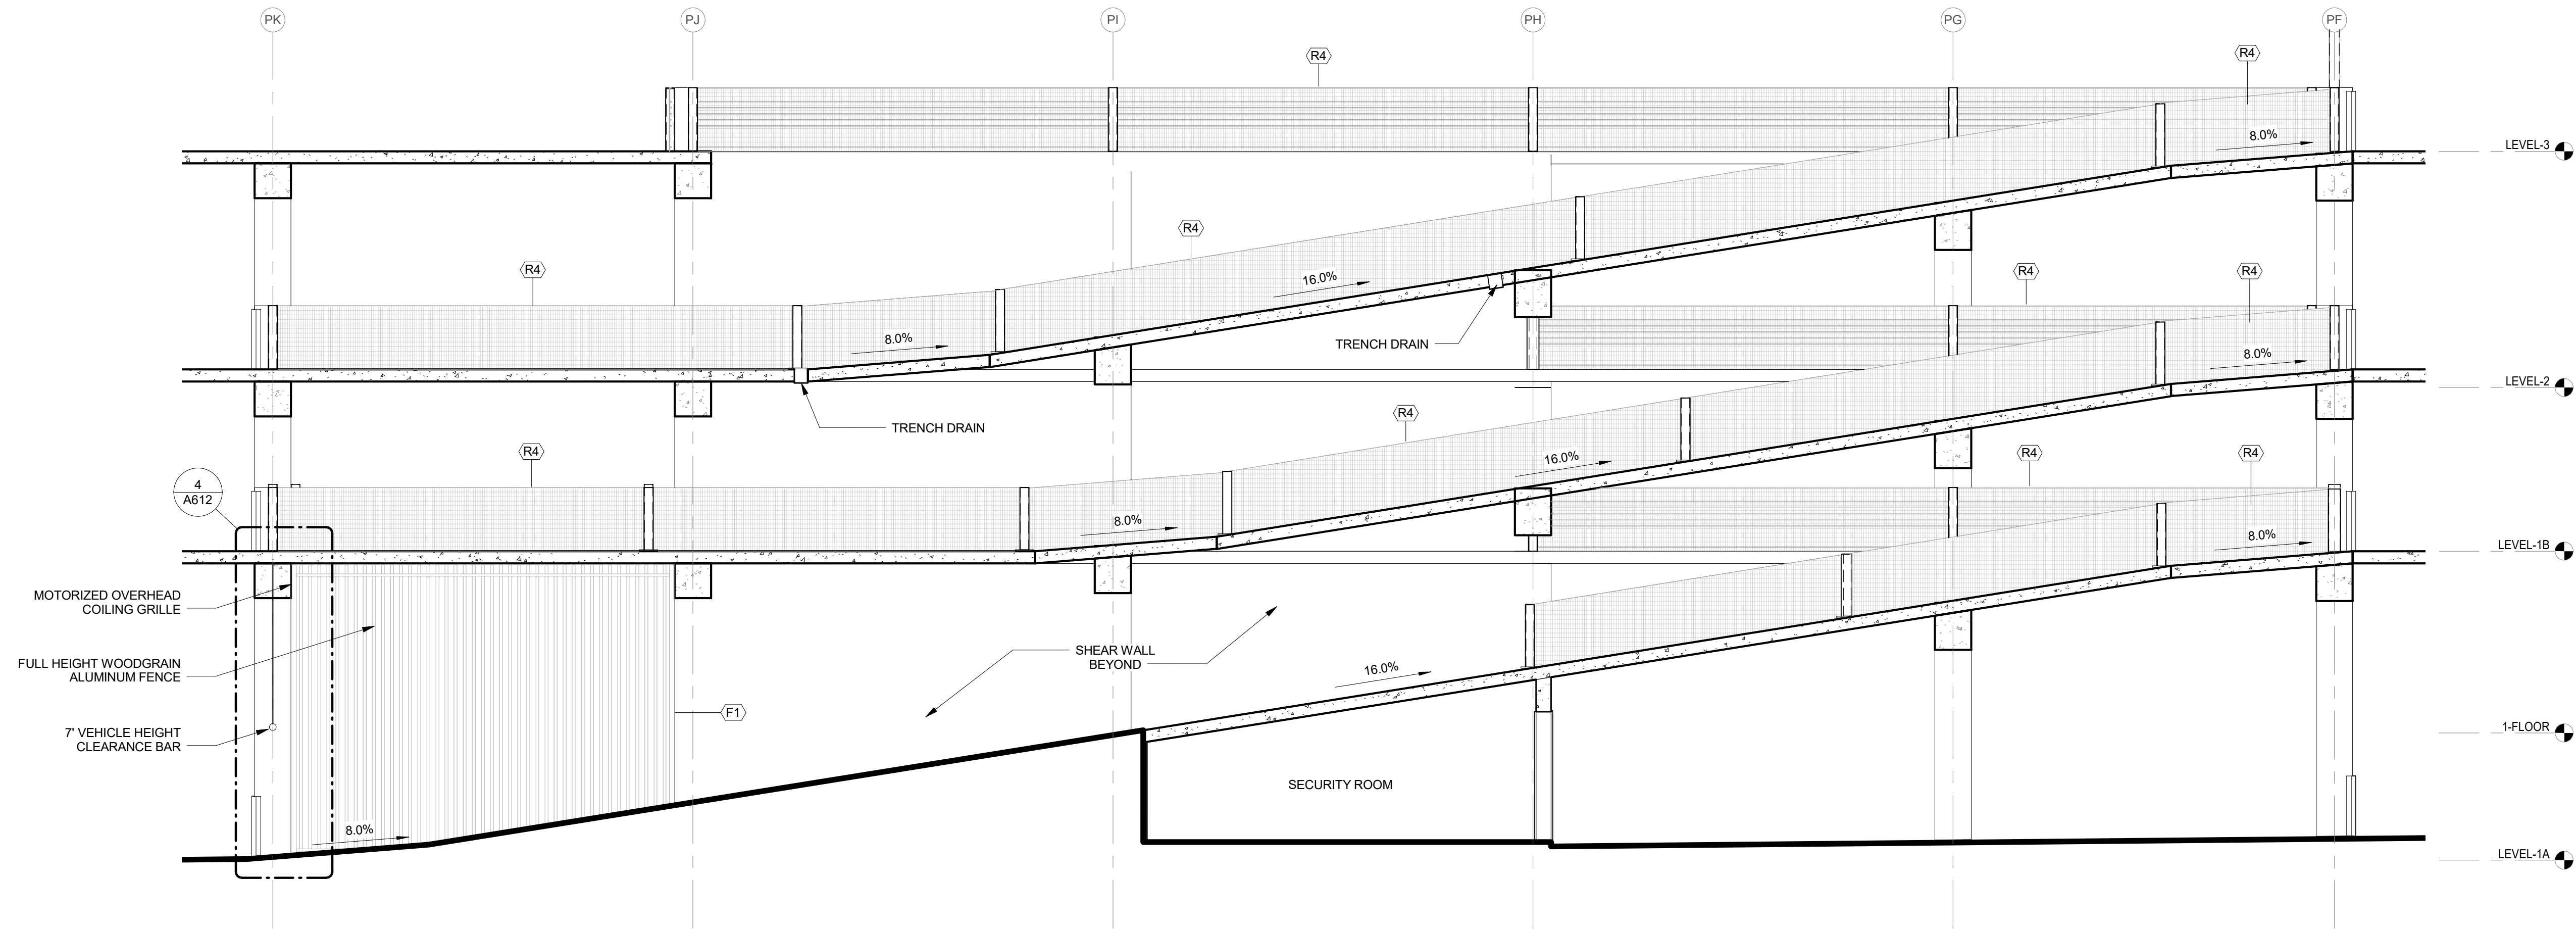 PK
PJ
PI
PH
PG
PF
R4
R4
8.0%
LEVEL-3
R4
R4
16.0%
R4
R4
8.0%
TRENCH DRAIN
8.0%
LEVEL-2
TRENCH DRAIN
R4
R4
16.0%
R4
R4
4
A612
8.0%
8.0%
LEVEL-1B
MOTORIZED OVERHEAD
COILING GRILLE
FULL HEIGHT WOODGRAIN
ALUMINUM FENCE
SHEAR WALL
BEYOND
16.0%
F1
7' VEHICLE HEIGHT
CLEARANCE BAR
1-FLOOR
SECURITY ROOM
8.0%
LEVEL-1A